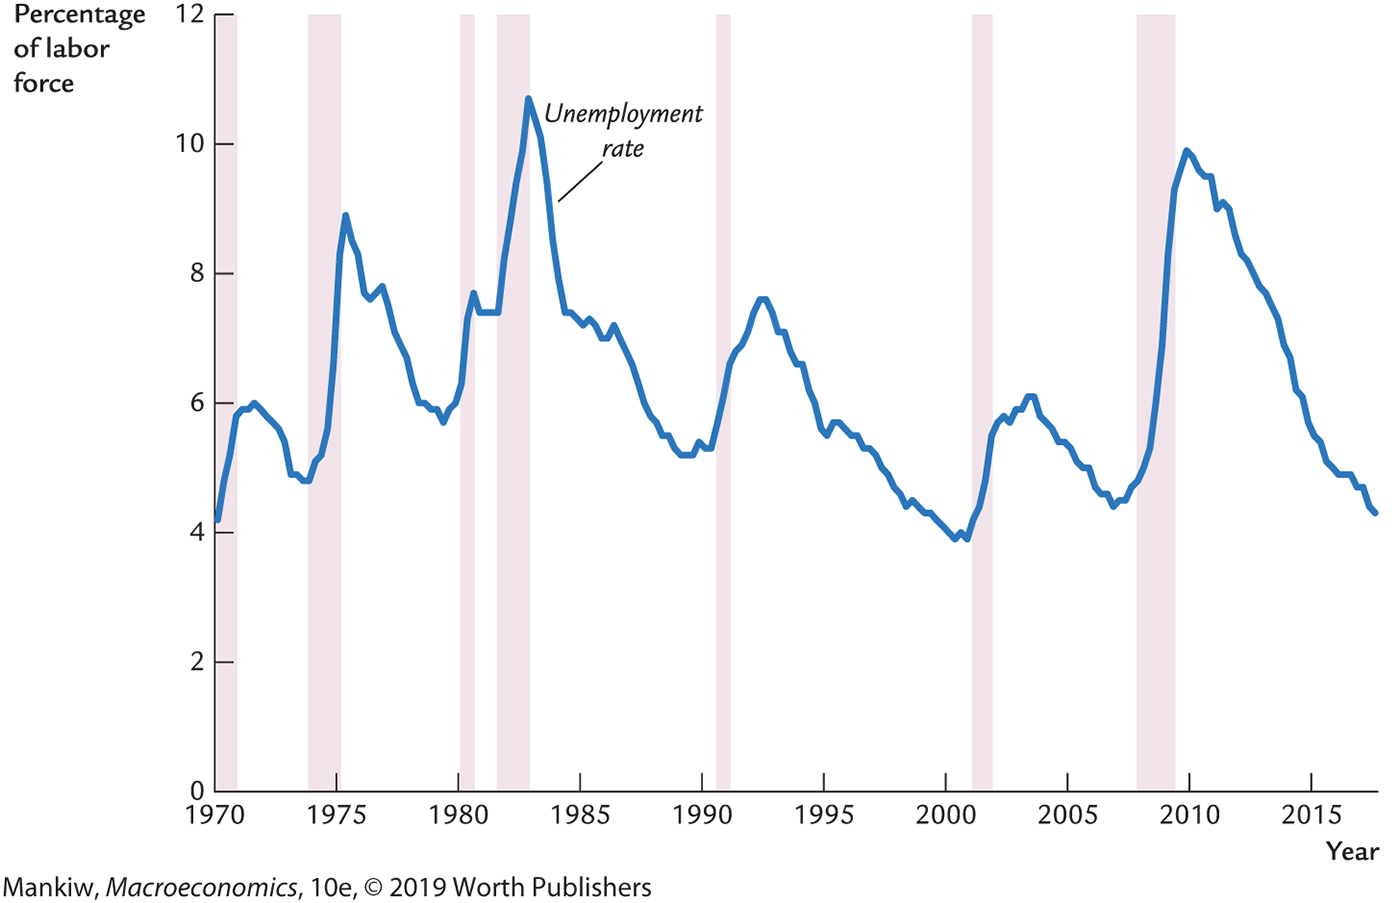 Percentage
of labor
force
12
10
8
6
4
2
0
Unemployment
rate
1970 1975 1980 1985 1990 1995 2000 2005 2010 2015
Year
Mankiw, Macroeconomics, 10e, © 2019 Worth Publishers